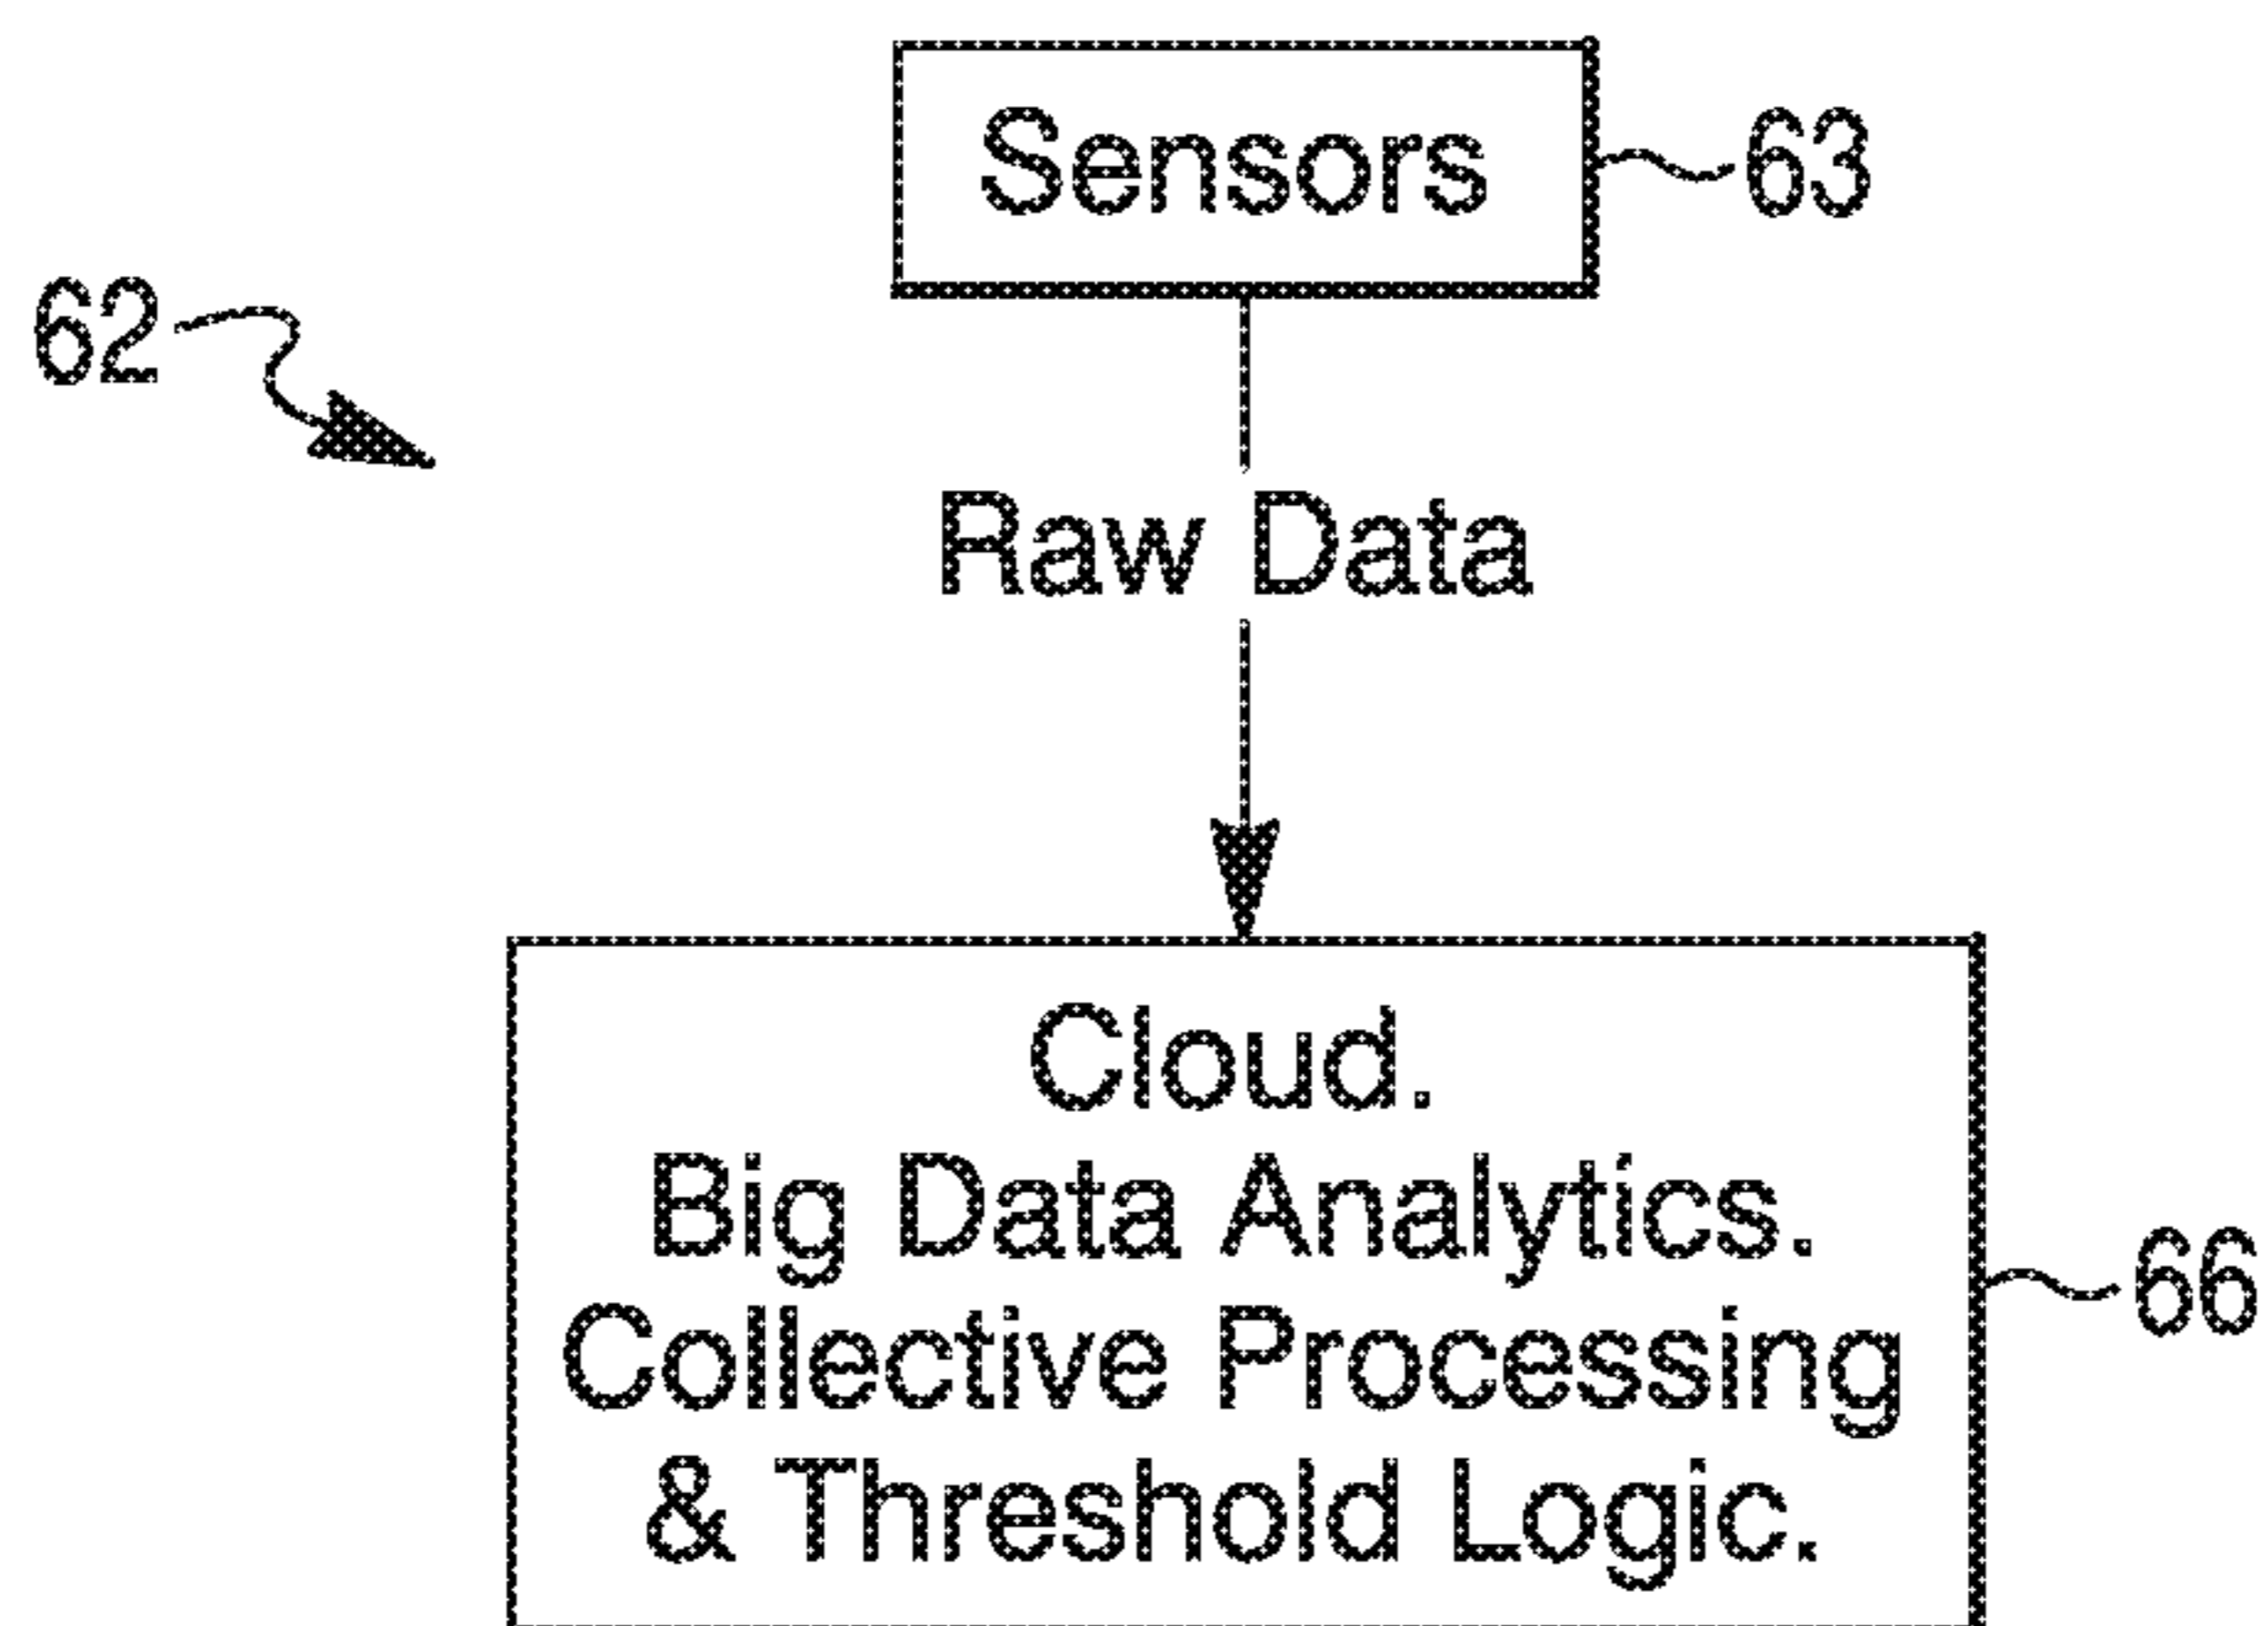 Sensors
63
62
Raw Data
Cloud.
Big Data Analytics.
Collective Processing
& Threshold Logic.
66